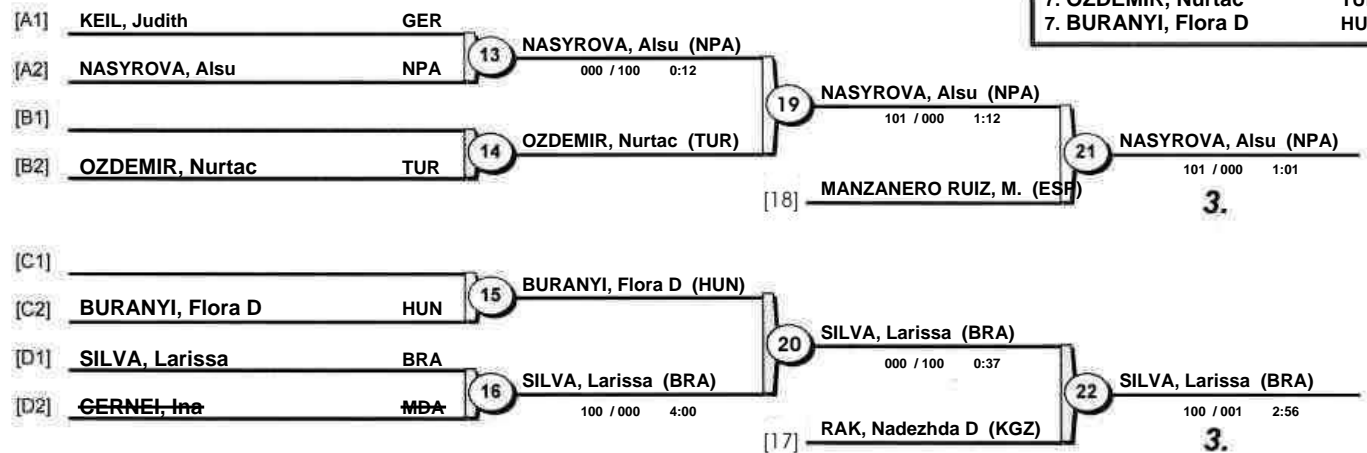 7. OZDEMIR, Nurtac
7. BURANYI, Flora D HU
[A1] KEIL, Judith GER
[A2] NASYROVA, Alsu NPA
13 NASYROVA, Alsu (NPA)
000 / 100 0:12
[B1]
[B2] OZDEMIR, Nurtac TUR
14 OZDEMIR, Nurtac (TUR)
19 NASYROVA, Alsu (NPA)
101 / 000 1:12
[18] MANZANERO RUIZ, M. (ESP)
21 NASYROVA, Alsu (NPA)
101 / 000 1:01
3.
[C1]
[C2] BURANYI, Flora D HUN
15 BURANYI, Flora D (HUN)
[D1] SILVA, Larissa BRA
[D2] CERNEI, Ina MDA
16 SILVA, Larissa (BRA)
100 / 000 4:00
20 SILVA, Larissa (BRA)
000 / 100 0:37
[17] RAK, Nadezhda D (KGZ)
22 SILVA, Larissa (BRA)
100 / 001 2:56
3.